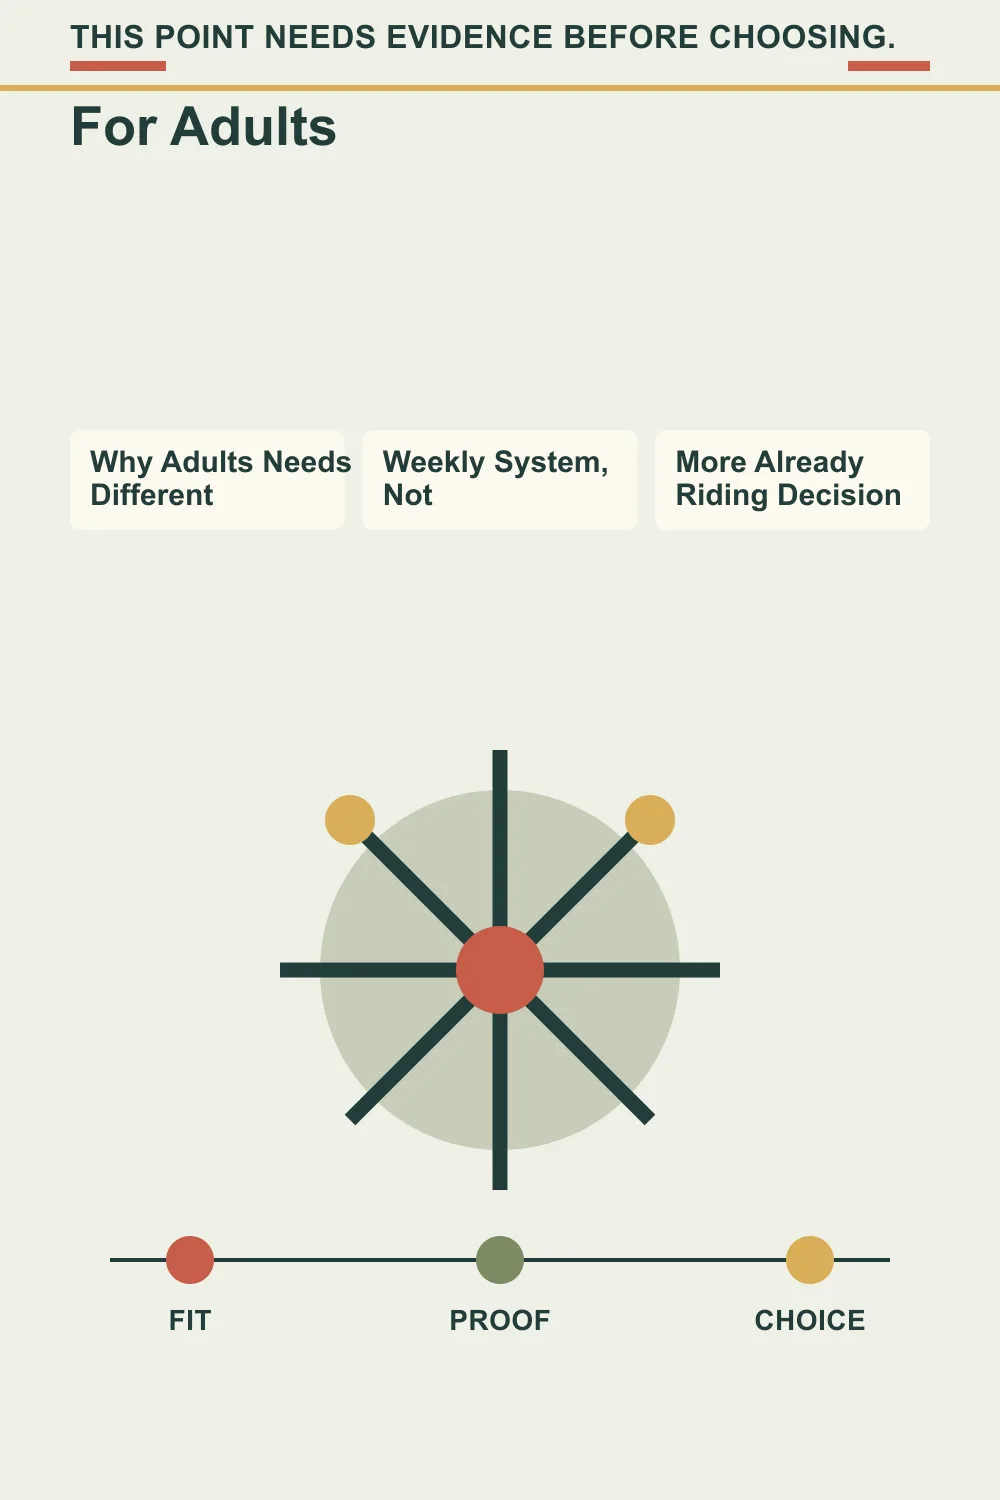 THIS POINT NEEDS EVIDENCE BEFORE CHOOSING.
For Adults
Why Adults Needs
Different
Weekly System,
Not
More Already
Riding Decision
FIT
PROOF
CHOICE